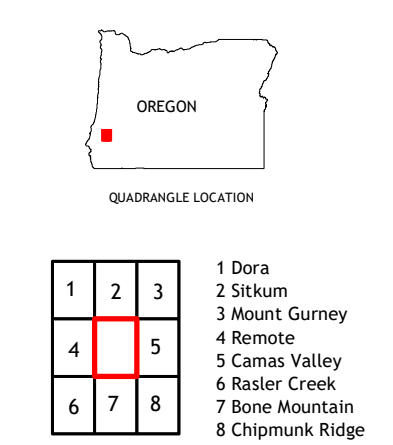 OREGON
QUADRANGLE LOCATION
1 2 3
4 5
6 7 8
1 Dora
2 Sitkum
3 Mount Gurney
4 Remote
5 Camas Valley
6 Rasler Creek
7 Bone Mountain
8 Chipmunk Ridge